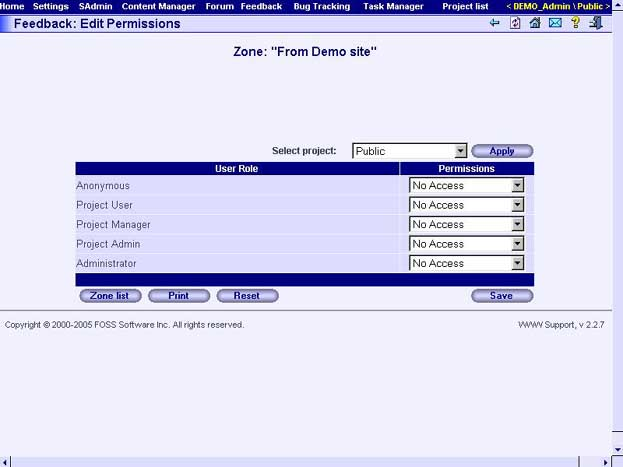 Home Settings SAdmin Content Manager Forum Feedback Bug Tracking Task Manager Project list < DEMO_Admin \ Public >
Feedback: Edit Permissions
Zone: "From Demo site"
Select project: Public Apply
User Role Permissions
Anonymous No Access
Project User No Access
Project Manager No Access
Project Admin No Access
Administrator No Access
Zone list Print Reset Save
Copyright © 2000-2005 FOSS Software Inc. All rights reserved. WWW Support, v 2.2.7